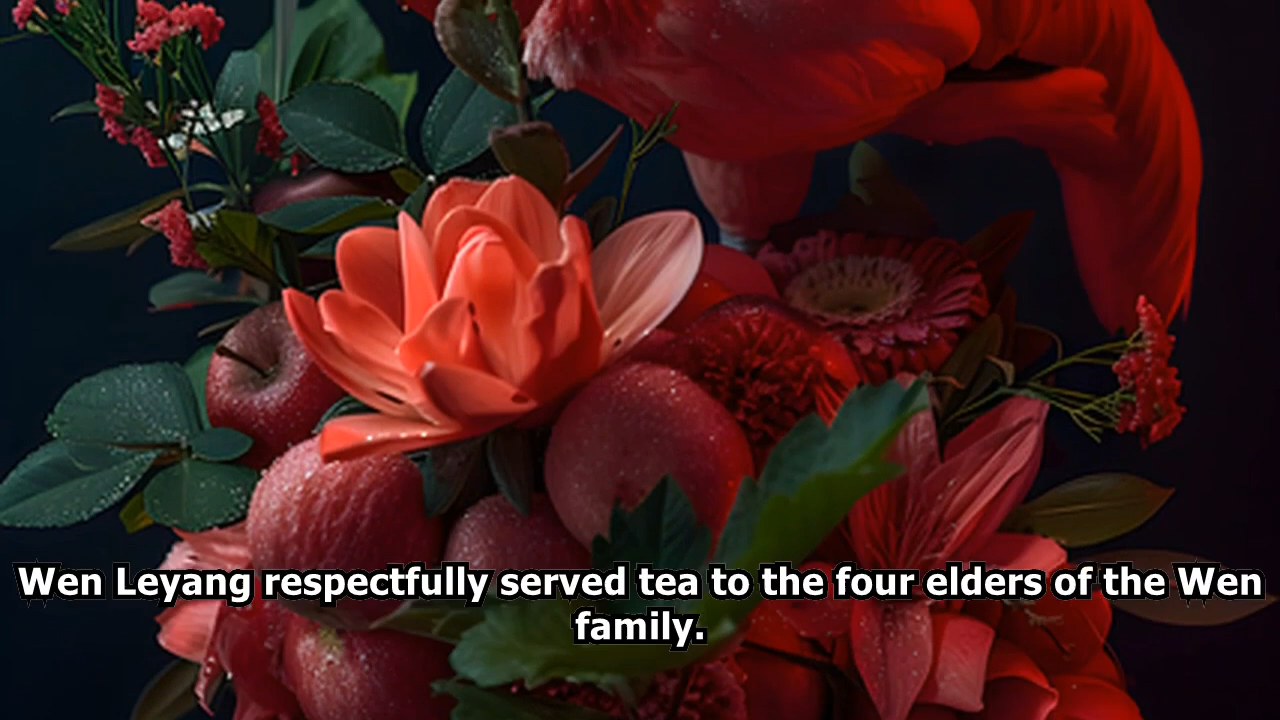 Wen Leyang respectfully served tea to the four elders of the Wen
family.